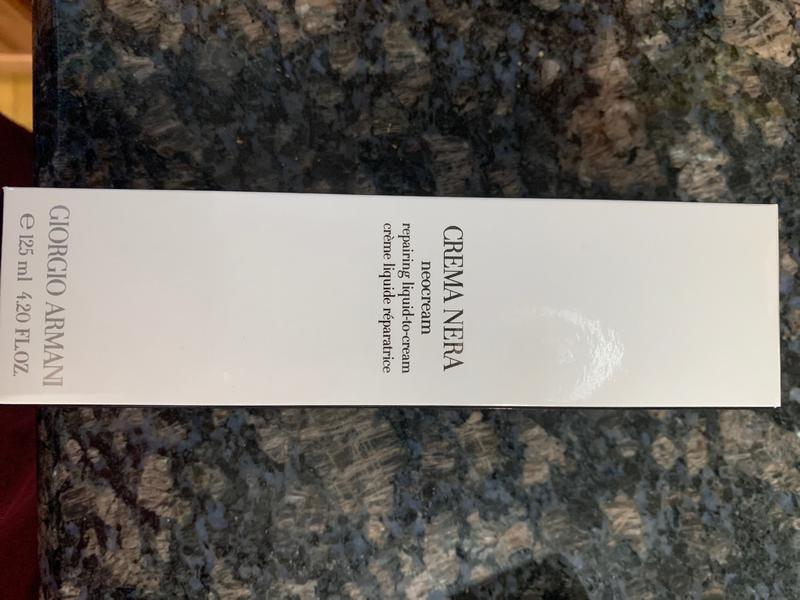 CREMA NERA
neocream
repairing liquid-to-cream
crème liquide réparatrice
GIORGIO ARMANI
℮ 125 ml 4.20 FL.OZ.